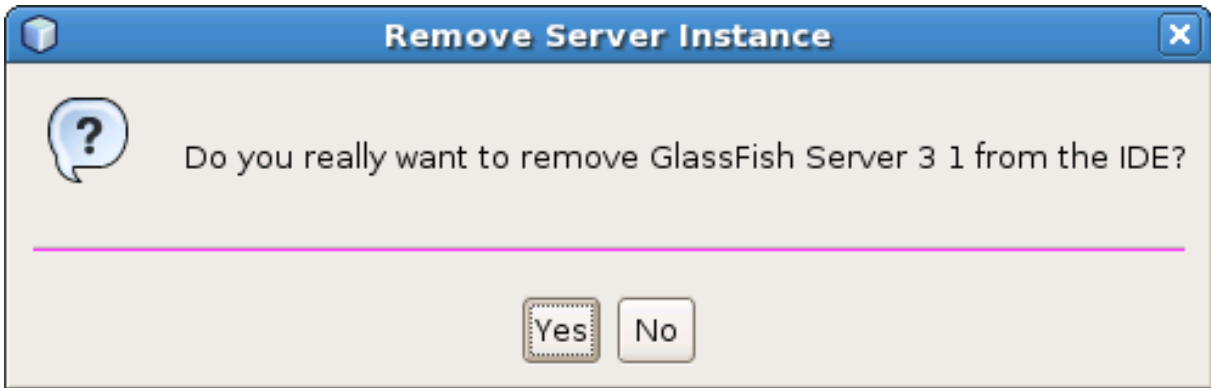 Remove Server Instance
?
Do you really want to remove GlassFish Server 3 1 from the IDE?
Yes No